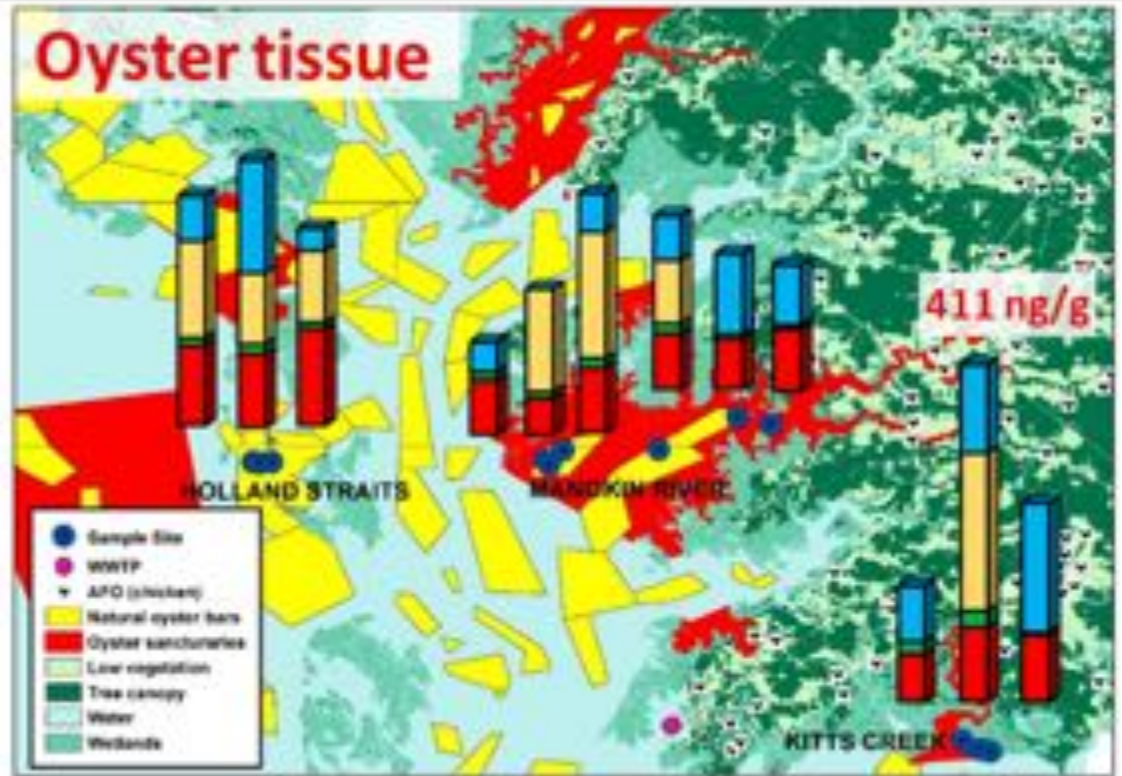 Oyster tissue
411 ng/g
HOLLAND STRAITS
MANOKIN RIVER
Sample Site
WWTP
AFO (chicken)
Natural oyster bars
Oyster sancturaries
Low vegetation
Tree canopy
Water
Wetlands
KITTS CREEK